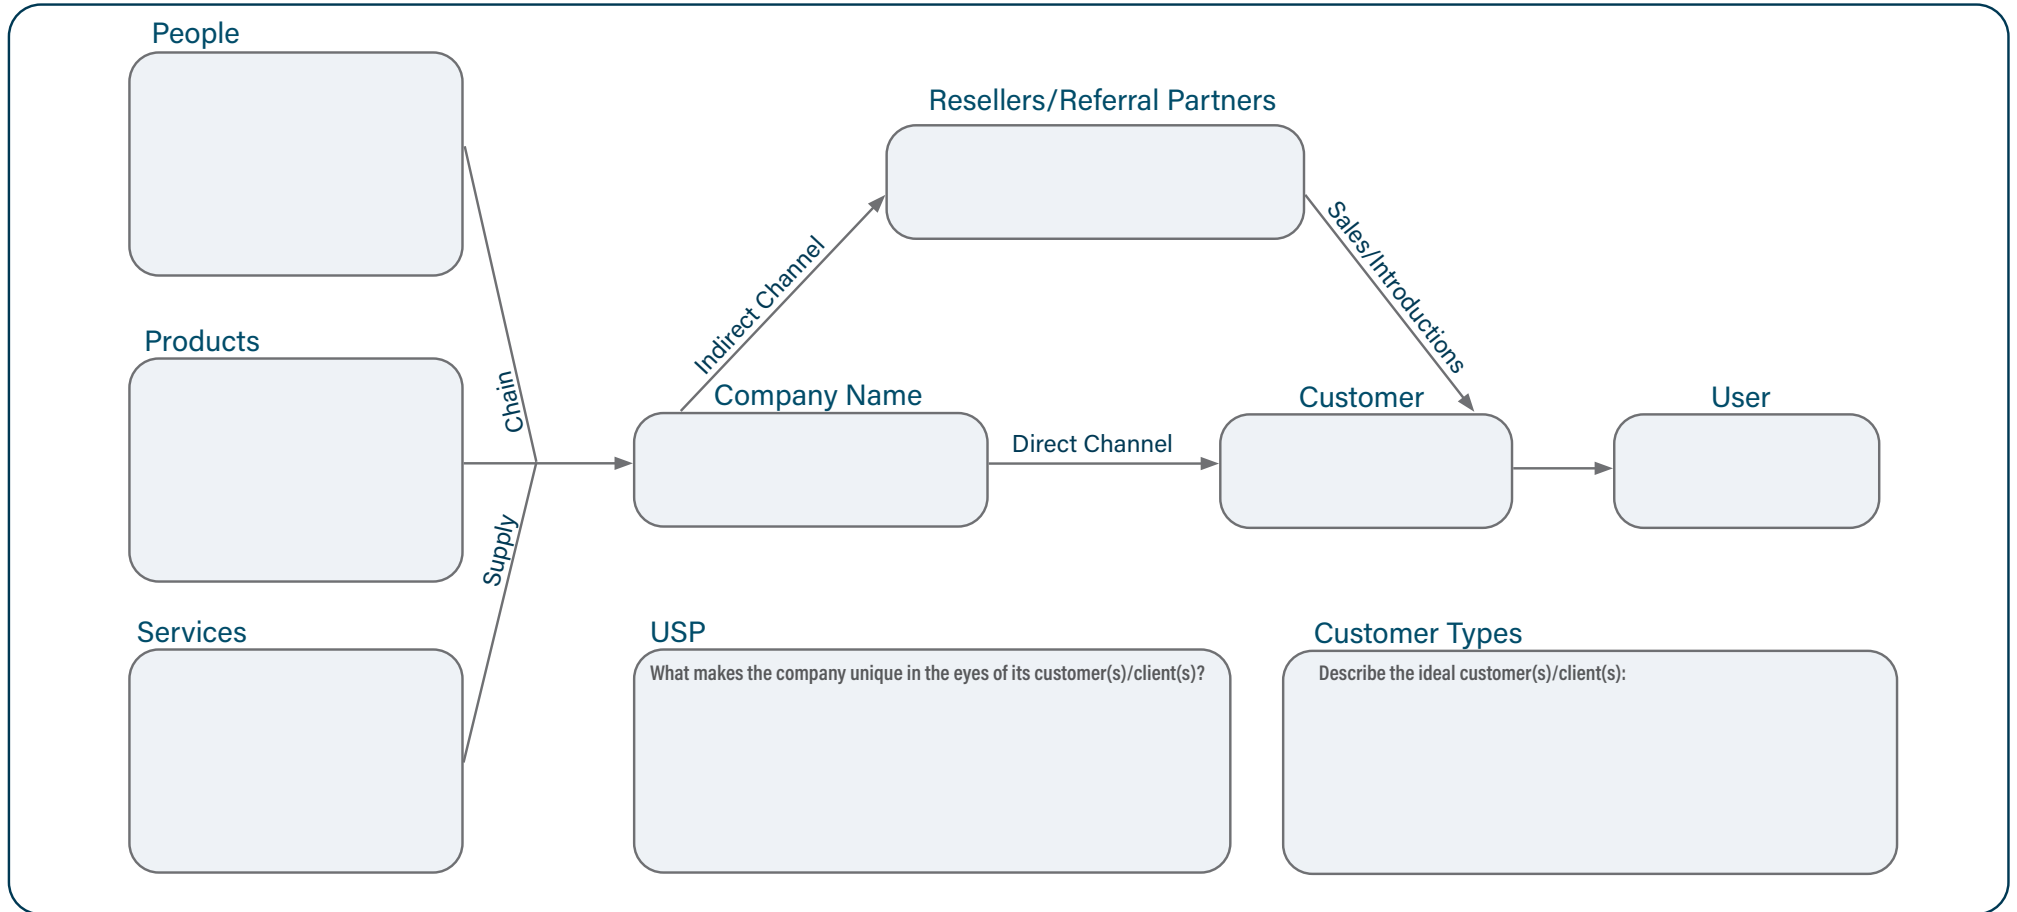 People
Resellers/Referral Partners
Indirect Channel
Sales/Introductions
Products
Chain
Company Name
Customer
User
Direct Channel
Supply
Services
USP
Customer Types
What makes the company unique in the eyes of its customer(s)/client(s)?
Describe the ideal customer(s)/client(s):